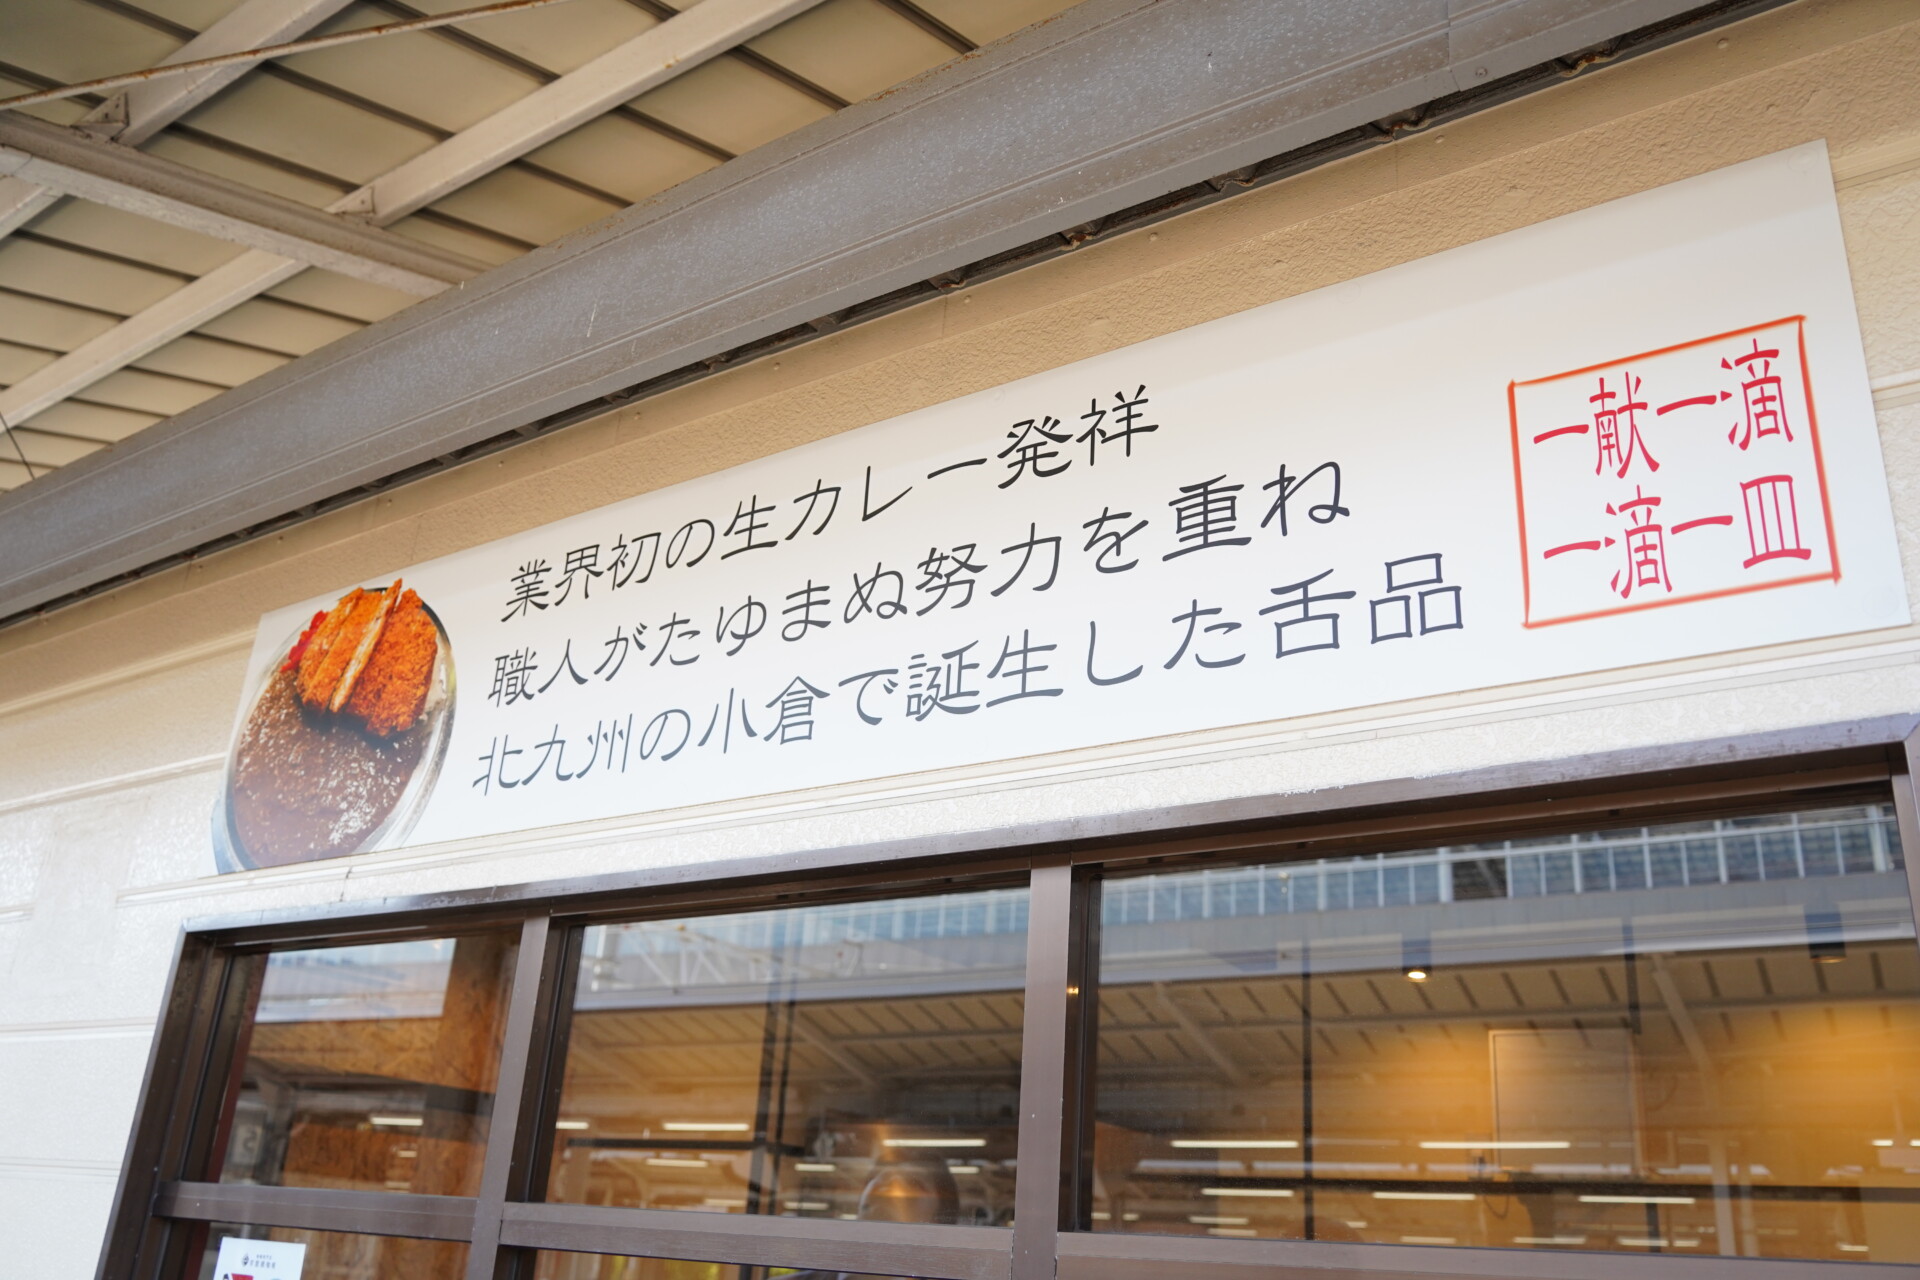 業界初の生カレー発祥
職人がたゆまぬ努力を重ね
北九州の小倉で誕生した舌品
一献一滴
一滴一皿